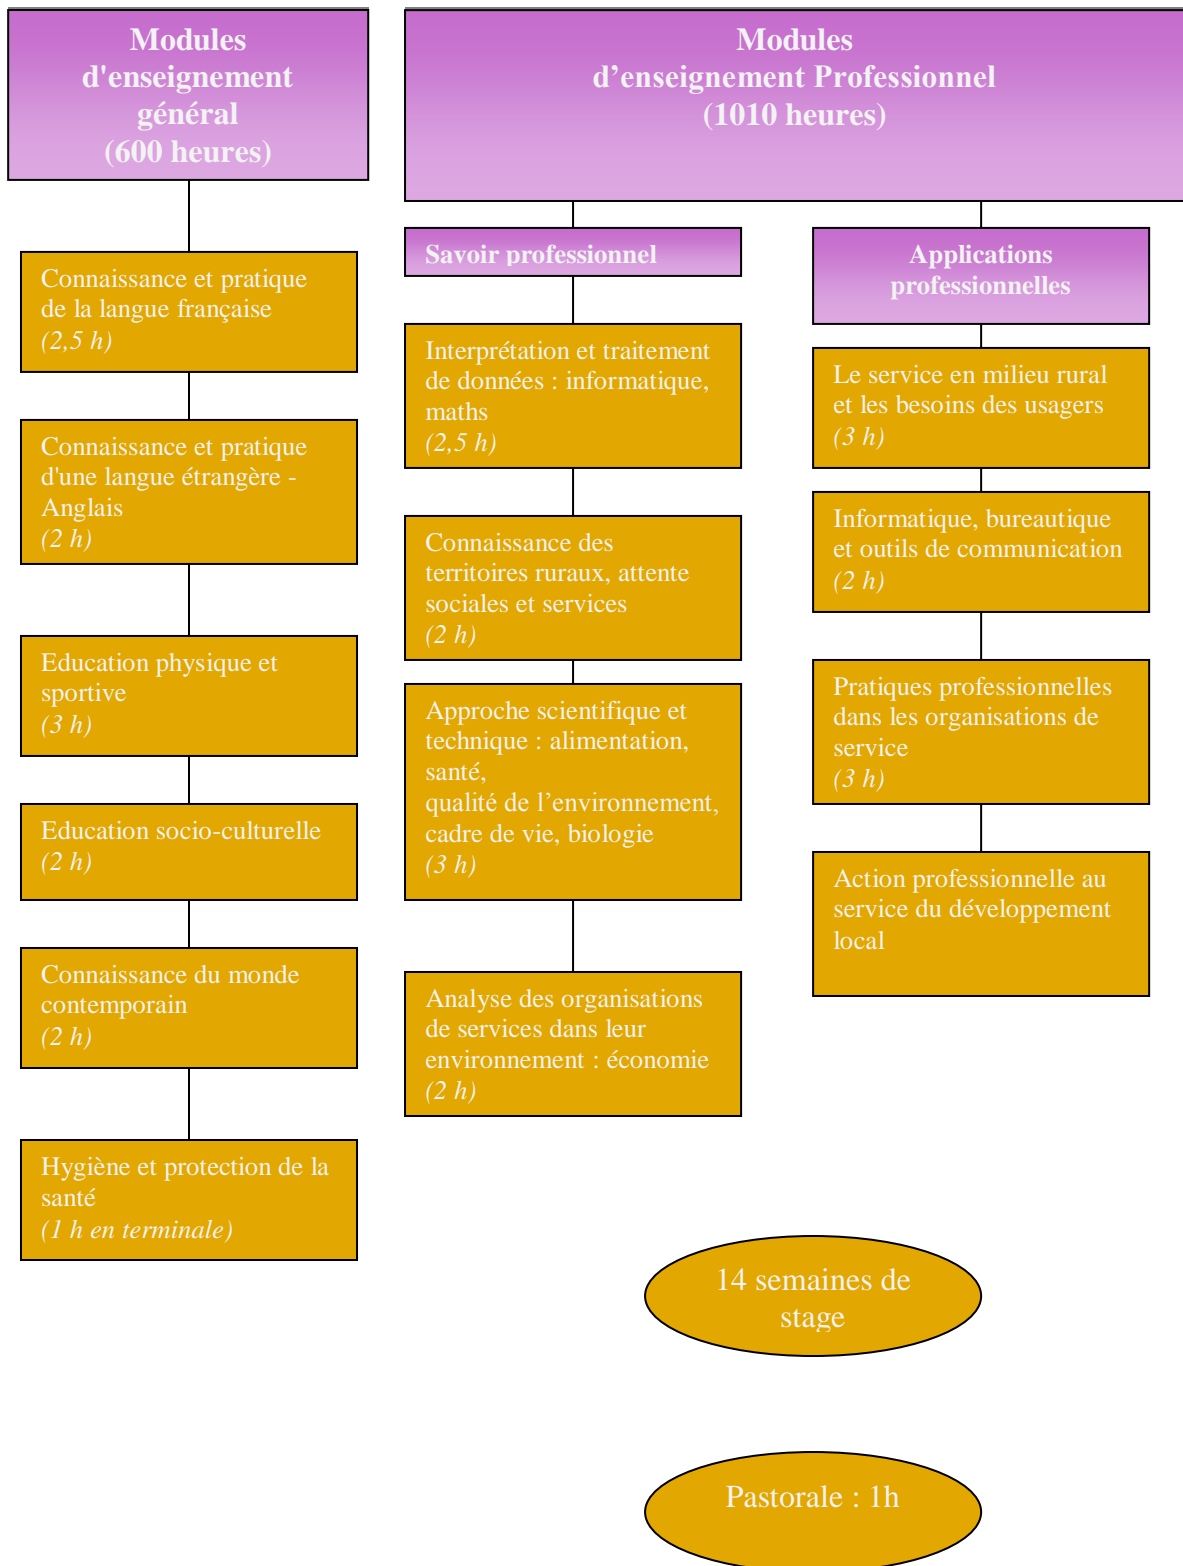 Modules
d'enseignement
général
(600 heures)
Connaissance et pratique
de la langue française
(2,5 h)
Connaissance et pratique
d'une langue étrangère -
Anglais
(2 h)
Education physique et
sportive
(3 h)
Education socio-culturelle
(2 h)
Connaissance du monde
contemporain
(2 h)
Hygiène et protection de la
santé
(1 h en terminale)
Modules
d’enseignement Professionnel
(1010 heures)
Savoir professionnel
Interprétation et traitement
de données : informatique,
maths
(2,5 h)
Connaissance des
territoires ruraux, attente
sociales et services
(2 h)
Approche scientifique et
technique : alimentation,
santé,
qualité de l’environnement,
cadre de vie, biologie
(3 h)
Analyse des organisations
de services dans leur
environnement : économie
(2 h)
Applications
professionnelles
Le service en milieu rural
et les besoins des usagers
(3 h)
Informatique, bureautique
et outils de communication
(2 h)
Pratiques professionnelles
dans les organisations de
service
(3 h)
Action professionnelle au
service du développement
local
14 semaines de
stage
Pastorale : 1h